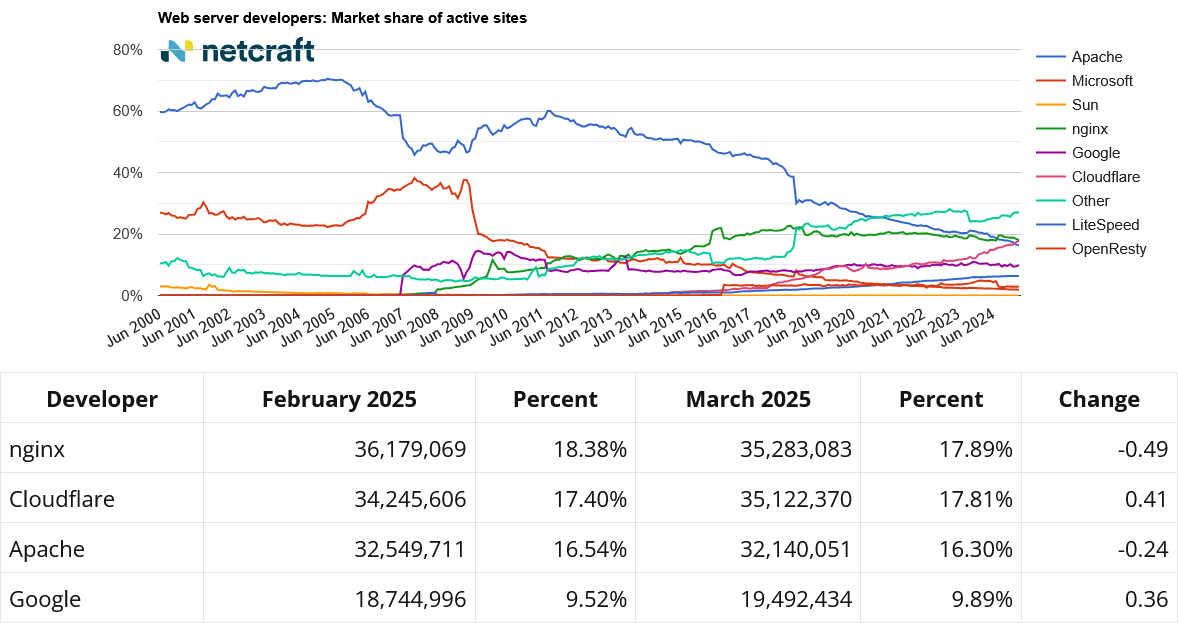 Web server developers: Market share of active sites
netcraft
80%
60%
40%
20%
0%
Jun 2000
Jun 2001
Jun 2002
Jun 2003
Jun 2004
Jun 2005
Jun 2006
Jun 2007
Jun 2008
Jun 2009
Jun 2010
Jun 2011
Jun 2012
Jun 2013
Jun 2014
Jun 2015
Jun 2016
Jun 2017
Jun 2018
Jun 2019
Jun 2020
Jun 2021
Jun 2022
Jun 2023
Jun 2024
Apache
Microsoft
Sun
nginx
Google
Cloudflare
Other
LiteSpeed
OpenResty
Developer February 2025 Percent March 2025 Percent Change
nginx 36,179,069 18.38% 35,283,083 17.89% -0.49
Cloudflare 34,245,606 17.40% 35,122,370 17.81% 0.41
Apache 32,549,711 16.54% 32,140,051 16.30% -0.24
Google 18,744,996 9.52% 19,492,434 9.89% 0.36